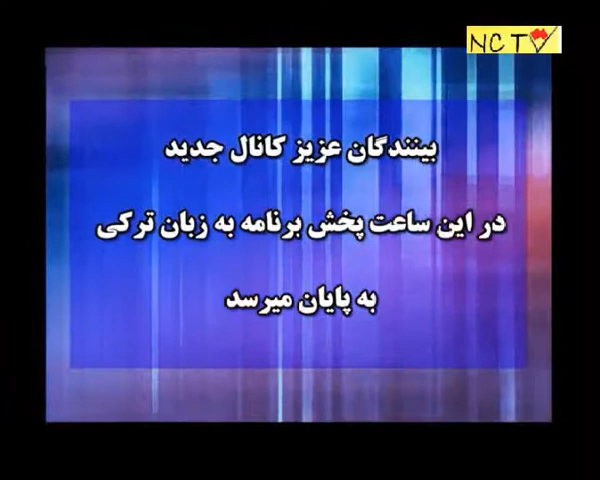 NCTV
بینندگان عزیز کانال جدید
در این ساعت پخش برنامه به زبان ترکی
به پایان میرسد